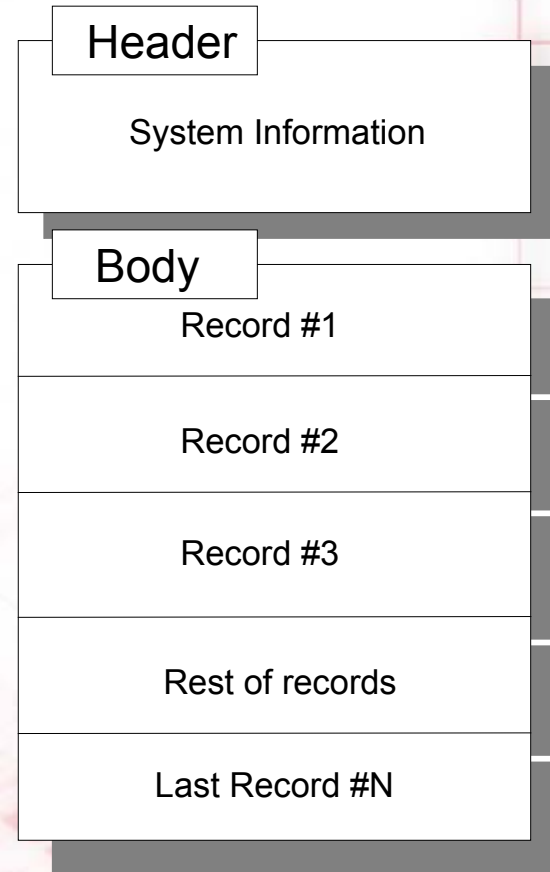 Header
System Information
Body
Record #1
Record #2
Record #3
Rest of records
Last Record #N